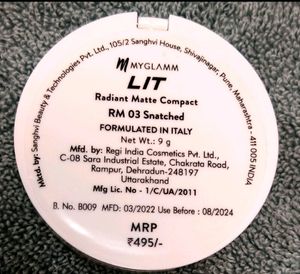 Mktd. by: Sanghvi Beauty & Technologies Pvt. Ltd., 105/2 Sanghvi House, Shivajinagar, Pune, Maharashtra - 411 005 INDIA
MYGLAMM
LIT
Radiant Matte Compact
RM 03 Snatched
FORMULATED IN ITALY
Net Wt.: 9 g
Mfd. by: Regi India Cosmetics Pvt. Ltd.,
C-08 Sara Industrial Estate, Chakrata Road,
Rampur, Dehradun-248197
Uttarakhand
Mfg Lic. No - 1/C/UA/2011
B. No. B009 MFD: 03/2022 Use Before : 08/2024
MRP
₹495/-